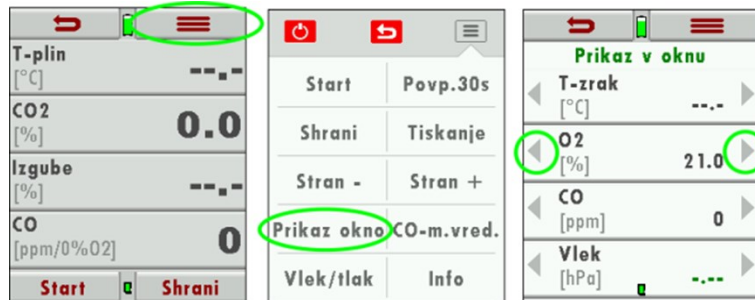 T-plin
[°C]
--.-
CO2
[%]
0.0
Izgube
[%]
--.-
CO
[ppm/0%O2]
0
Start Shrani
Start Povp.30s
Shrani Tiskanje
Stran - Stran +
Prikaz okno CO-m.vred.
Vlek/tlak Info
Prikaz v oknu
T-zrak
[°C]
--.-
O2
[%]
21.0
CO
[ppm]
0
Vlek
[hPa]
-.--